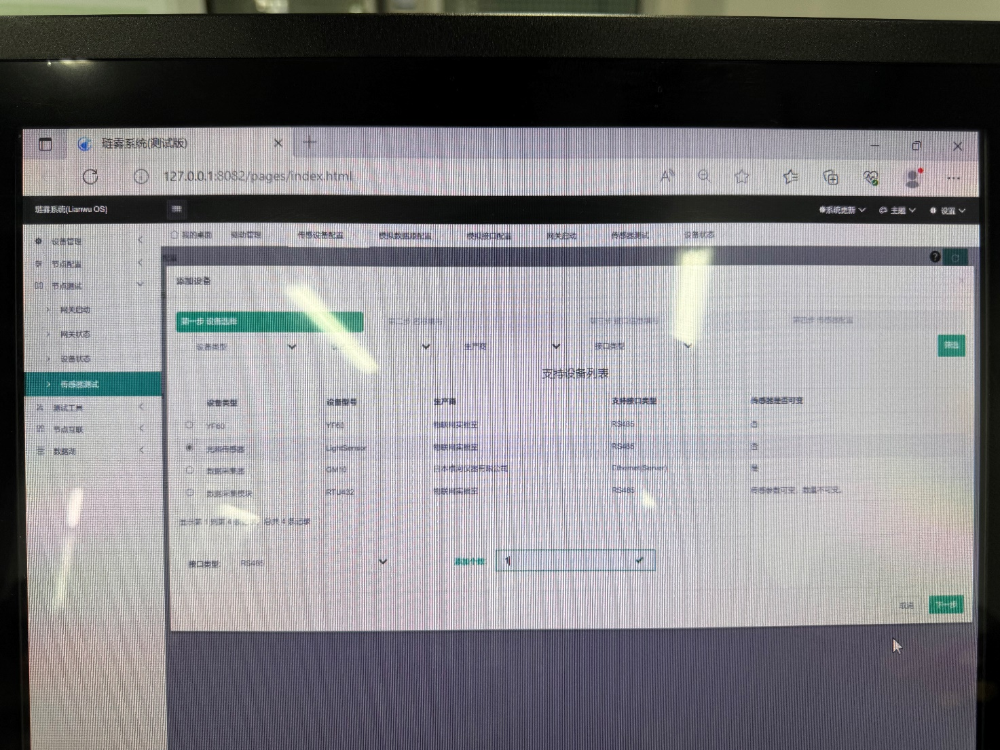 琏雾系统(测试版)
127.0.0.1:8082/pages/index.html
琏雾系统(Lianwu OS)
系统更新
主题
设置
设备管理
节点配置
节点测试
网关启动
网关状态
设备状态
传感器测试
测试工具
节点互联
数据湖
我的桌面 驱动管理 传感设备配置 模拟数据源配置 模拟接口配置 网关启动 传感器测试 设备状态
添加设备
第一步 设备选择
第四步 传感器配置
设备类型 生产商 接口类型
筛选
支持设备列表
设备类型 设备型号 生产商 支持接口类型 传感器是否可变
YF60 YF60 物联网实验室 RS485 否
光照传感器 LightSensor 物联网实验室 RS485 否
数据采集器 GM10 日本横河仪器有限公司 Ethernet(Server) 是
数据采集模块 RTU432 物联网实验室 RS485 传感参数可变，数量不可变。
显示第 1 到第 4 条记录，总共 4 条记录
接口类型: RS485 添加个数: 1
取消 下一步